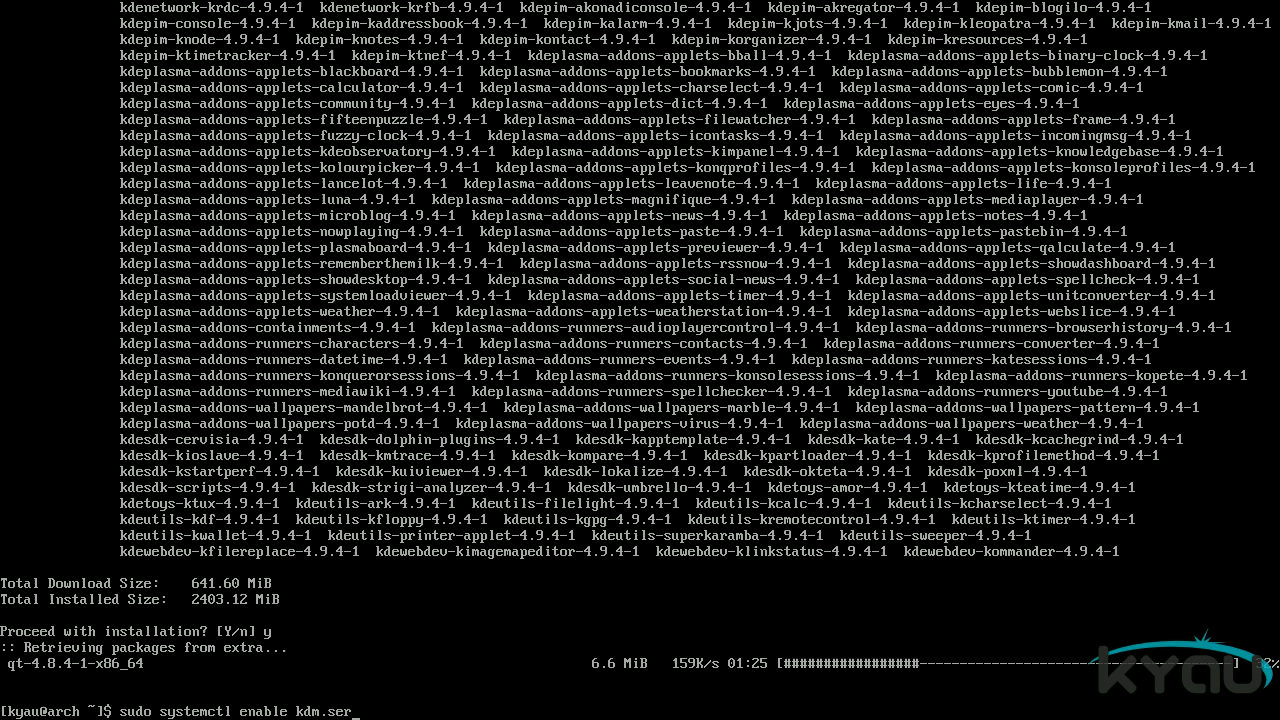 kdenetwork-krdc-4.9.4-1  kdenetwork-krfb-4.9.4-1  kdepim-akonadiconsole-4.9.4-1  kdepim-akregator-4.9.4-1  kdepim-blogilo-4.9.4-1
kdepim-console-4.9.4-1  kdepim-kaddressbook-4.9.4-1  kdepim-kalarm-4.9.4-1  kdepim-kjots-4.9.4-1  kdepim-kleopatra-4.9.4-1  kdepim-kmail-4.9.4-1
kdepim-knode-4.9.4-1  kdepim-knotes-4.9.4-1  kdepim-kontact-4.9.4-1  kdepim-korganizer-4.9.4-1  kdepim-kresources-4.9.4-1
kdepim-ktimetracker-4.9.4-1  kdepim-ktnef-4.9.4-1  kdeplasma-addons-applets-bball-4.9.4-1  kdeplasma-addons-applets-binary-clock-4.9.4-1
kdeplasma-addons-applets-blackboard-4.9.4-1  kdeplasma-addons-applets-bookmarks-4.9.4-1  kdeplasma-addons-applets-bubblemon-4.9.4-1
kdeplasma-addons-applets-calculator-4.9.4-1  kdeplasma-addons-applets-charselect-4.9.4-1  kdeplasma-addons-applets-comic-4.9.4-1
kdeplasma-addons-applets-community-4.9.4-1  kdeplasma-addons-applets-dict-4.9.4-1  kdeplasma-addons-applets-eyes-4.9.4-1
kdeplasma-addons-applets-fifteenpuzzle-4.9.4-1  kdeplasma-addons-applets-filewatcher-4.9.4-1  kdeplasma-addons-applets-frame-4.9.4-1
kdeplasma-addons-applets-fuzzy-clock-4.9.4-1  kdeplasma-addons-applets-icontasks-4.9.4-1  kdeplasma-addons-applets-incomingmsg-4.9.4-1
kdeplasma-addons-applets-kdeobservatory-4.9.4-1  kdeplasma-addons-applets-kimpanel-4.9.4-1  kdeplasma-addons-applets-knowledgebase-4.9.4-1
kdeplasma-addons-applets-kolourpicker-4.9.4-1  kdeplasma-addons-applets-konqprofiles-4.9.4-1  kdeplasma-addons-applets-konsoleprofiles-4.9.4-1
kdeplasma-addons-applets-lancelot-4.9.4-1  kdeplasma-addons-applets-leavenote-4.9.4-1  kdeplasma-addons-applets-life-4.9.4-1
kdeplasma-addons-applets-luna-4.9.4-1  kdeplasma-addons-applets-magnifique-4.9.4-1  kdeplasma-addons-applets-mediaplayer-4.9.4-1
kdeplasma-addons-applets-microblog-4.9.4-1  kdeplasma-addons-applets-news-4.9.4-1  kdeplasma-addons-applets-notes-4.9.4-1
kdeplasma-addons-applets-nowplaying-4.9.4-1  kdeplasma-addons-applets-paste-4.9.4-1  kdeplasma-addons-applets-pastebin-4.9.4-1
kdeplasma-addons-applets-plasmaboard-4.9.4-1  kdeplasma-addons-applets-previewer-4.9.4-1  kdeplasma-addons-applets-qalculate-4.9.4-1
kdeplasma-addons-applets-rememberthemilk-4.9.4-1  kdeplasma-addons-applets-rssnow-4.9.4-1  kdeplasma-addons-applets-showdashboard-4.9.4-1
kdeplasma-addons-applets-showdesktop-4.9.4-1  kdeplasma-addons-applets-social-news-4.9.4-1  kdeplasma-addons-applets-spellcheck-4.9.4-1
kdeplasma-addons-applets-systemloadviewer-4.9.4-1  kdeplasma-addons-applets-timer-4.9.4-1  kdeplasma-addons-applets-unitconverter-4.9.4-1
kdeplasma-addons-applets-weather-4.9.4-1  kdeplasma-addons-applets-weatherstation-4.9.4-1  kdeplasma-addons-applets-webslice-4.9.4-1
kdeplasma-addons-containments-4.9.4-1  kdeplasma-addons-runners-audioplayercontrol-4.9.4-1  kdeplasma-addons-runners-browserhistory-4.9.4-1
kdeplasma-addons-runners-characters-4.9.4-1  kdeplasma-addons-runners-contacts-4.9.4-1  kdeplasma-addons-runners-converter-4.9.4-1
kdeplasma-addons-runners-datetime-4.9.4-1  kdeplasma-addons-runners-events-4.9.4-1  kdeplasma-addons-runners-katesessions-4.9.4-1
kdeplasma-addons-runners-konquerorsessions-4.9.4-1  kdeplasma-addons-runners-konsolesessions-4.9.4-1  kdeplasma-addons-runners-kopete-4.9.4-1
kdeplasma-addons-runners-mediawiki-4.9.4-1  kdeplasma-addons-runners-spellchecker-4.9.4-1  kdeplasma-addons-runners-youtube-4.9.4-1
kdeplasma-addons-wallpapers-mandelbrot-4.9.4-1  kdeplasma-addons-wallpapers-marble-4.9.4-1  kdeplasma-addons-wallpapers-pattern-4.9.4-1
kdeplasma-addons-wallpapers-potd-4.9.4-1  kdeplasma-addons-wallpapers-virus-4.9.4-1  kdeplasma-addons-wallpapers-weather-4.9.4-1
kdesdk-cervisia-4.9.4-1  kdesdk-dolphin-plugins-4.9.4-1  kdesdk-kapptemplate-4.9.4-1  kdesdk-kate-4.9.4-1  kdesdk-kcachegrind-4.9.4-1
kdesdk-kioslave-4.9.4-1  kdesdk-kmtrace-4.9.4-1  kdesdk-kompare-4.9.4-1  kdesdk-kpartloader-4.9.4-1  kdesdk-kprofilemethod-4.9.4-1
kdesdk-kstartperf-4.9.4-1  kdesdk-kuiviewer-4.9.4-1  kdesdk-lokalize-4.9.4-1  kdesdk-okteta-4.9.4-1  kdesdk-poxml-4.9.4-1
kdesdk-scripts-4.9.4-1  kdesdk-strigi-analyzer-4.9.4-1  kdesdk-umbrello-4.9.4-1  kdetoys-amor-4.9.4-1  kdetoys-kteatime-4.9.4-1
kdetoys-ktux-4.9.4-1  kdeutils-ark-4.9.4-1  kdeutils-filelight-4.9.4-1  kdeutils-kcalc-4.9.4-1  kdeutils-kcharselect-4.9.4-1
kdeutils-kdf-4.9.4-1  kdeutils-kfloppy-4.9.4-1  kdeutils-kgpg-4.9.4-1  kdeutils-kremotecontrol-4.9.4-1  kdeutils-ktimer-4.9.4-1
kdeutils-kwallet-4.9.4-1  kdeutils-printer-applet-4.9.4-1  kdeutils-superkaramba-4.9.4-1  kdeutils-sweeper-4.9.4-1
kdewebdev-kfilereplace-4.9.4-1  kdewebdev-kimagemapeditor-4.9.4-1  kdewebdev-klinkstatus-4.9.4-1  kdewebdev-kommander-4.9.4-1
Total Download Size:    641.60 MiB
Total Installed Size:   2403.12 MiB
Proceed with installation? [Y/n] y
:: Retrieving packages from extra...
qt-4.8.4-1-x86_64    6.6 MiB   159K/s 01:25 [#################----------------------------------------] 32%
KYAU
[kyau@arch ~]$ sudo systemctl enable kdm.ser_